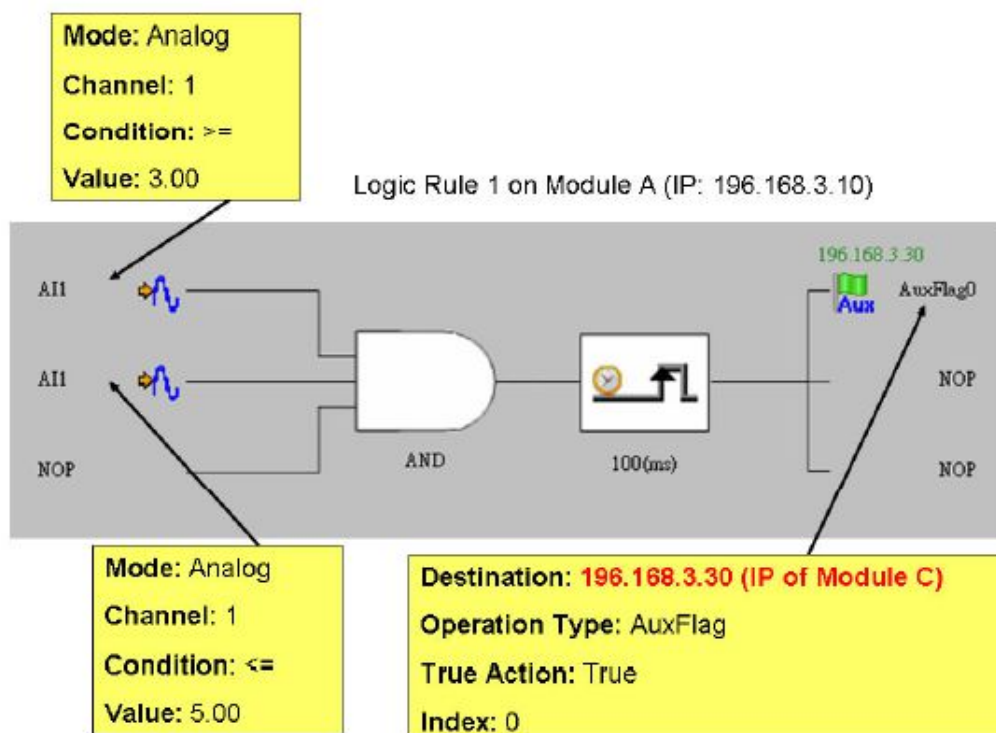 Mode: Analog
Channel: 1
Condition: >=
Value: 3.00
Logic Rule 1 on Module A (IP: 196.168.3.10)
196.168.3.30
AI1
Aux
AuxFlag0
AI1
NOP
NOP
AND
100(ms)
NOP
Mode: Analog
Channel: 1
Condition: <=
Value: 5.00
Destination: 196.168.3.30 (IP of Module C)
Operation Type: AuxFlag
True Action: True
Index: 0